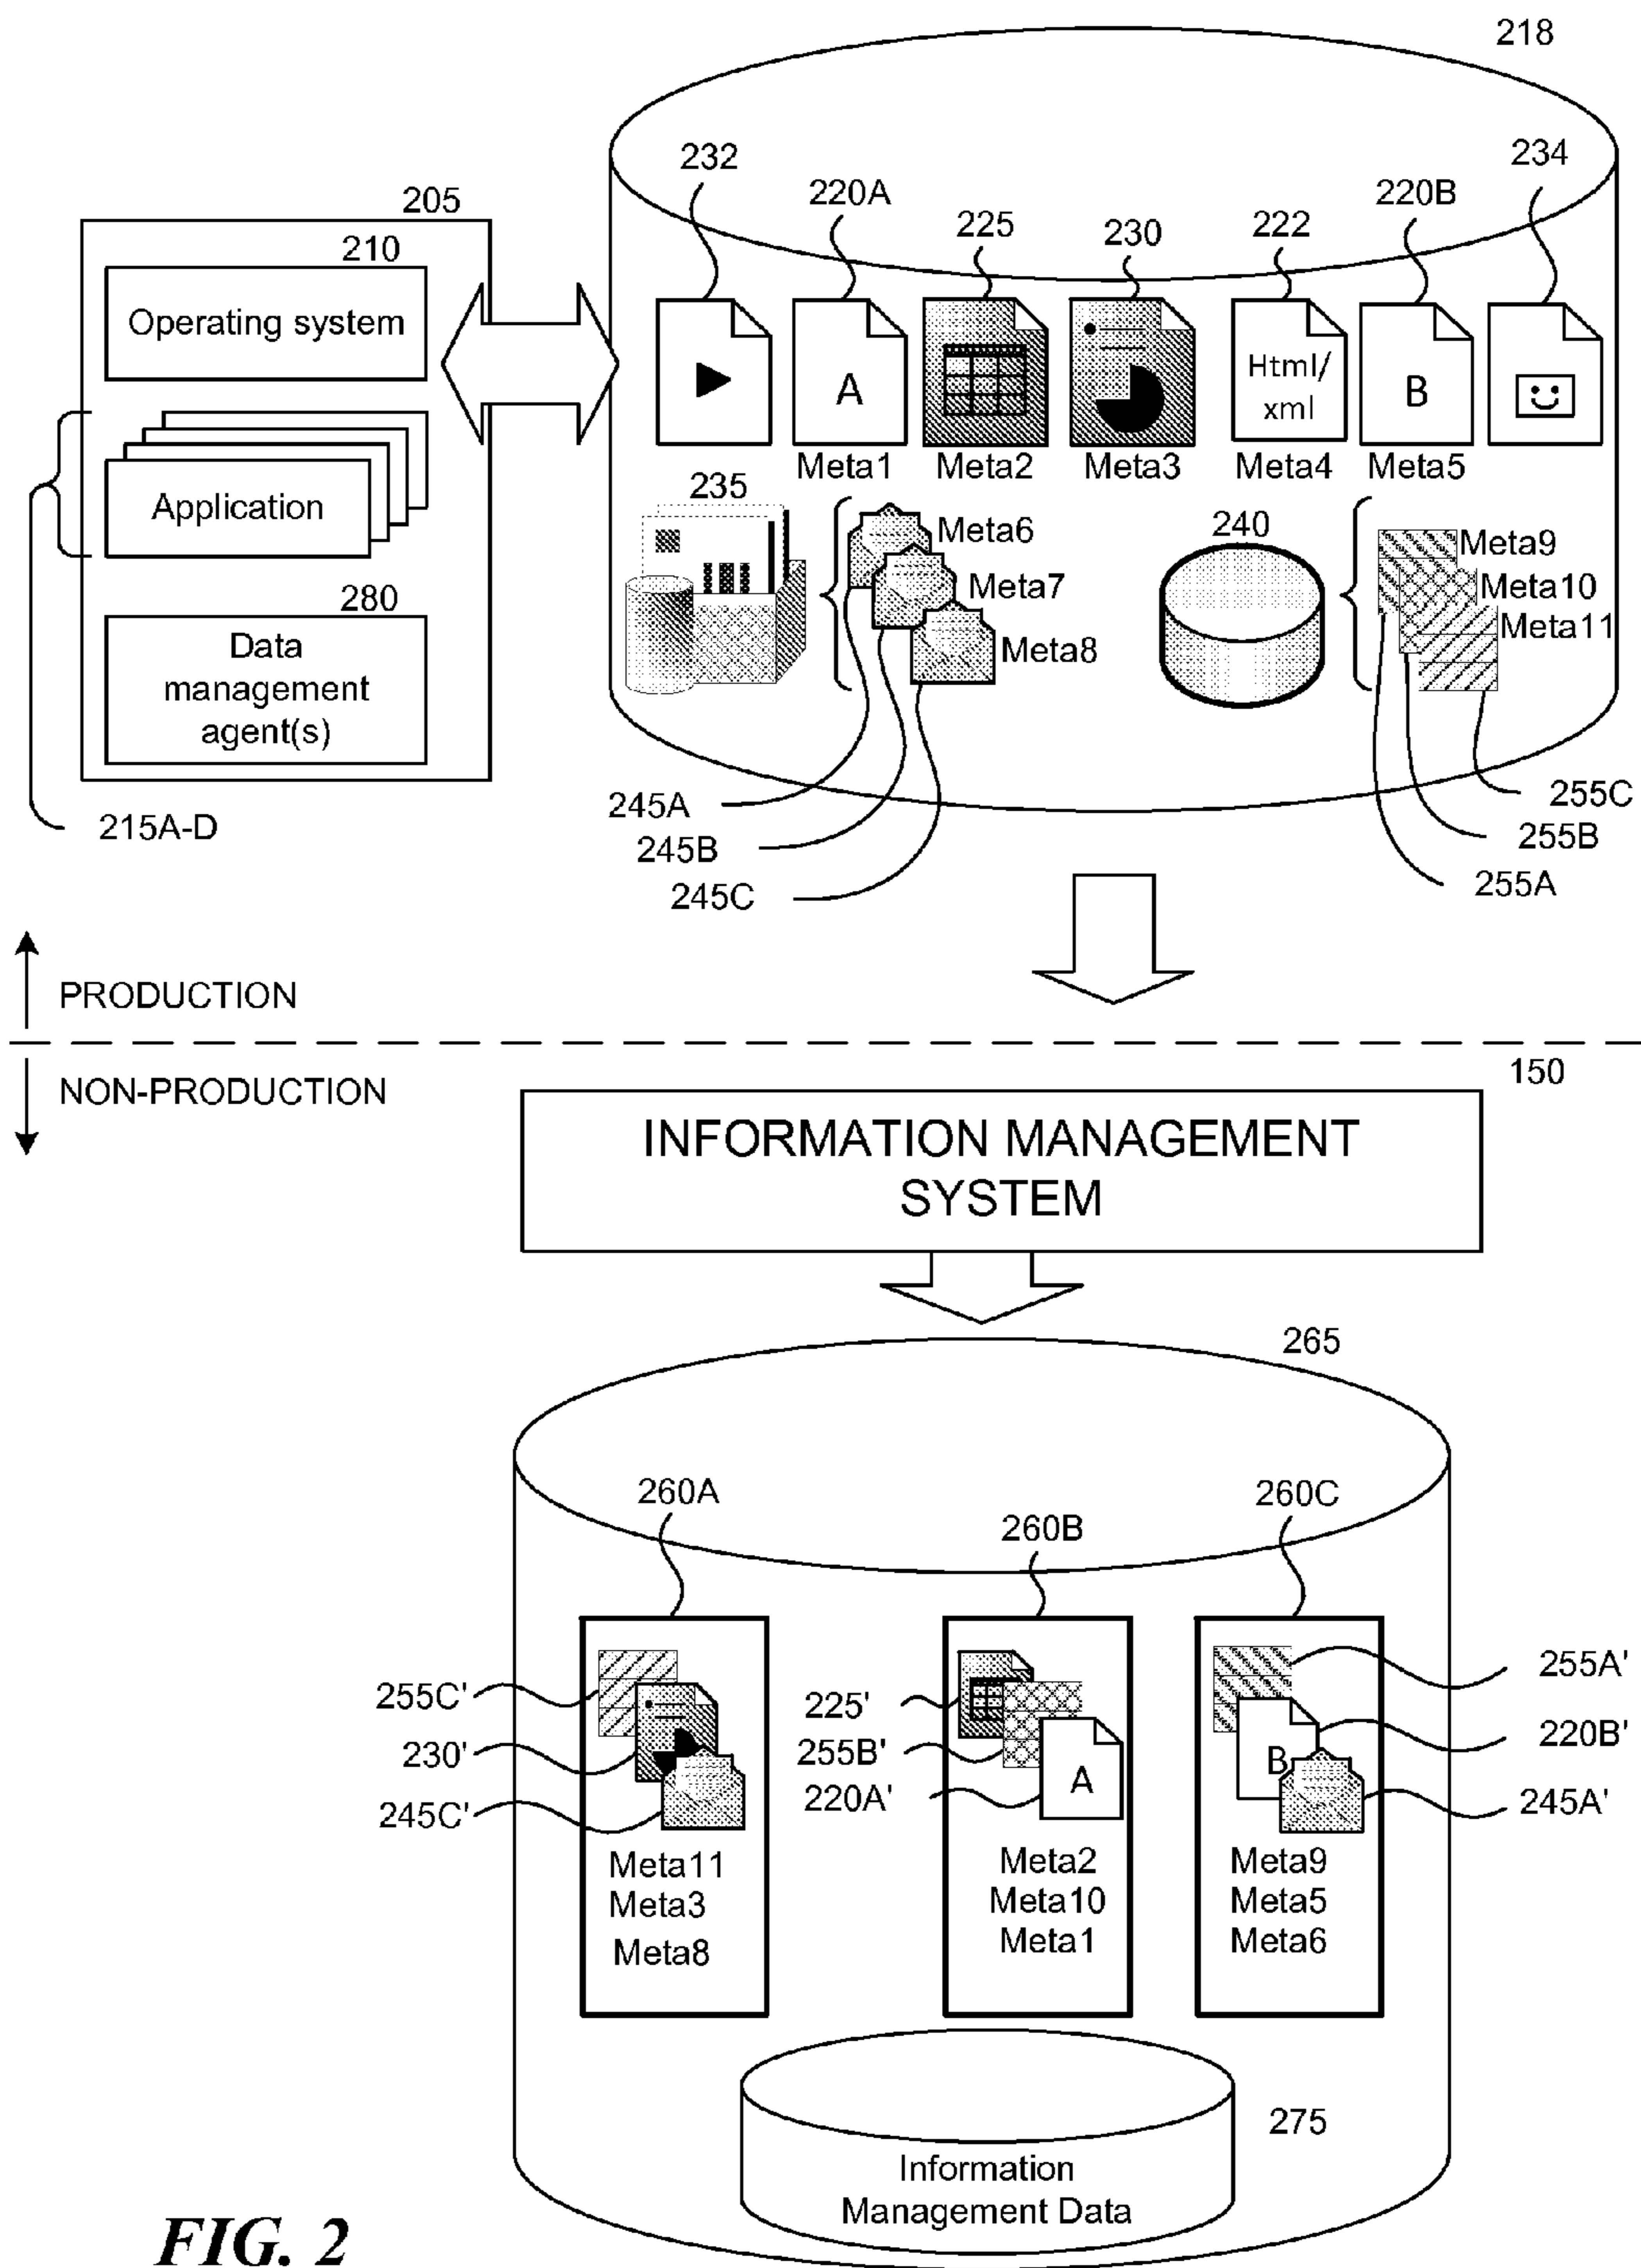 218
232
220A
225
230
222
220B
234
205
210
Operating system
Application
280
Data
management
agent(s)
215A-D
A
Html/
xml
B
Meta1
Meta2
Meta3
Meta4
Meta5
235
Meta6
Meta7
Meta8
240
Meta9
Meta10
Meta11
245A
245B
245C
255C
255B
255A
PRODUCTION
NON-PRODUCTION
150
INFORMATION MANAGEMENT
SYSTEM
265
260A
260B
260C
255C'
230'
245C'
Meta11
Meta3
Meta8
225'
255B'
220A'
A
Meta2
Meta10
Meta1
255A'
220B'
245A'
B
Meta9
Meta5
Meta6
275
Information
Management Data
FIG. 2